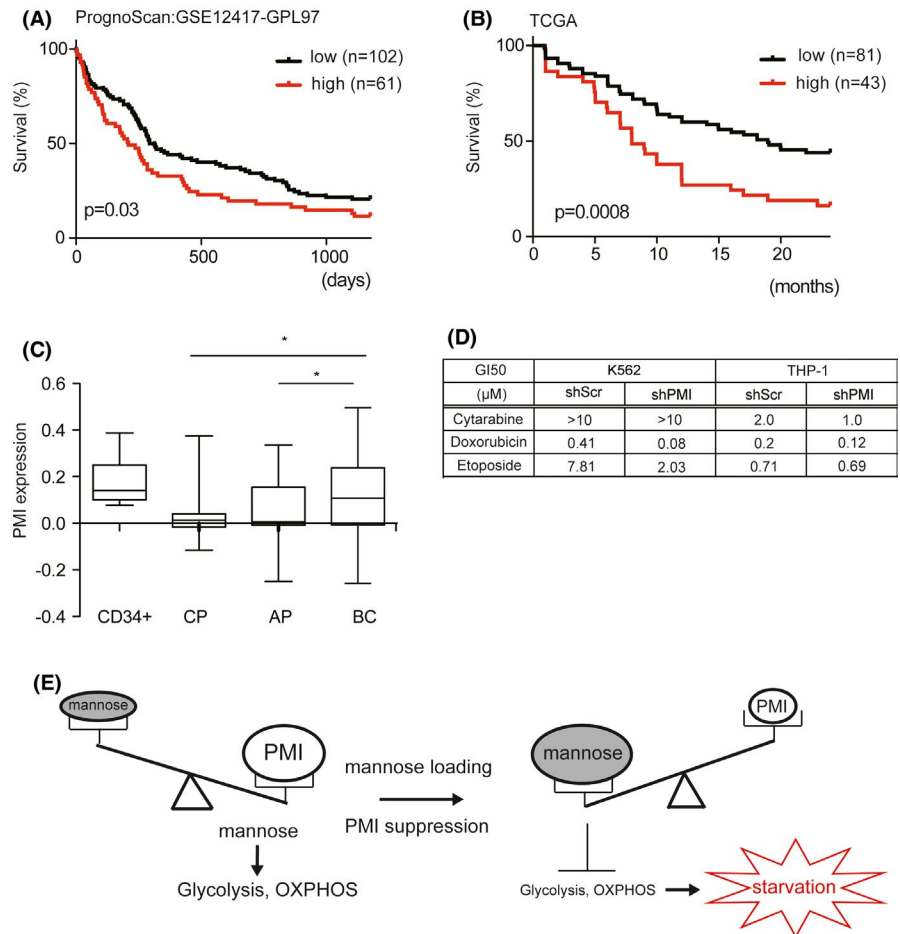 (A) PrognoScan:GSE12417-GPL97
low (n=102)
high (n=61)
Survival (%)
100
50
0
p=0.03
0 500 1000
(days)
(B) TCGA
low (n=81)
high (n=43)
Survival (%)
100
50
0
p=0.0008
0 5 10 15 20
(months)
(C)
PMI expression
0.6
0.4
0.2
0.0
-0.2
-0.4
*
*
CD34+ CP AP BC
(D)
GI50 K562 THP-1
(µM) shScr shPMI shScr shPMI
Cytarabine >10 >10 2.0 1.0
Doxorubicin 0.41 0.08 0.2 0.12
Etoposide 7.81 2.03 0.71 0.69
(E)
mannose
PMI
mannose
Glycolysis, OXPHOS
mannose loading
PMI suppression
mannose
PMI
Glycolysis, OXPHOS
starvation